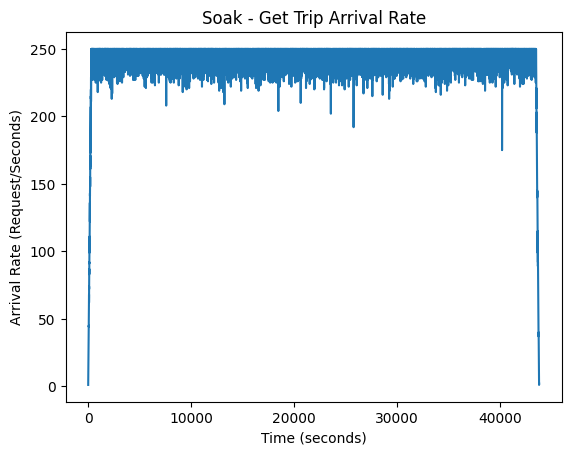 Soak - Get Trip Arrival Rate
Arrival Rate (Request/Seconds)
250
200
150
100
50
0
0 10000 20000 30000 40000
Time (seconds)